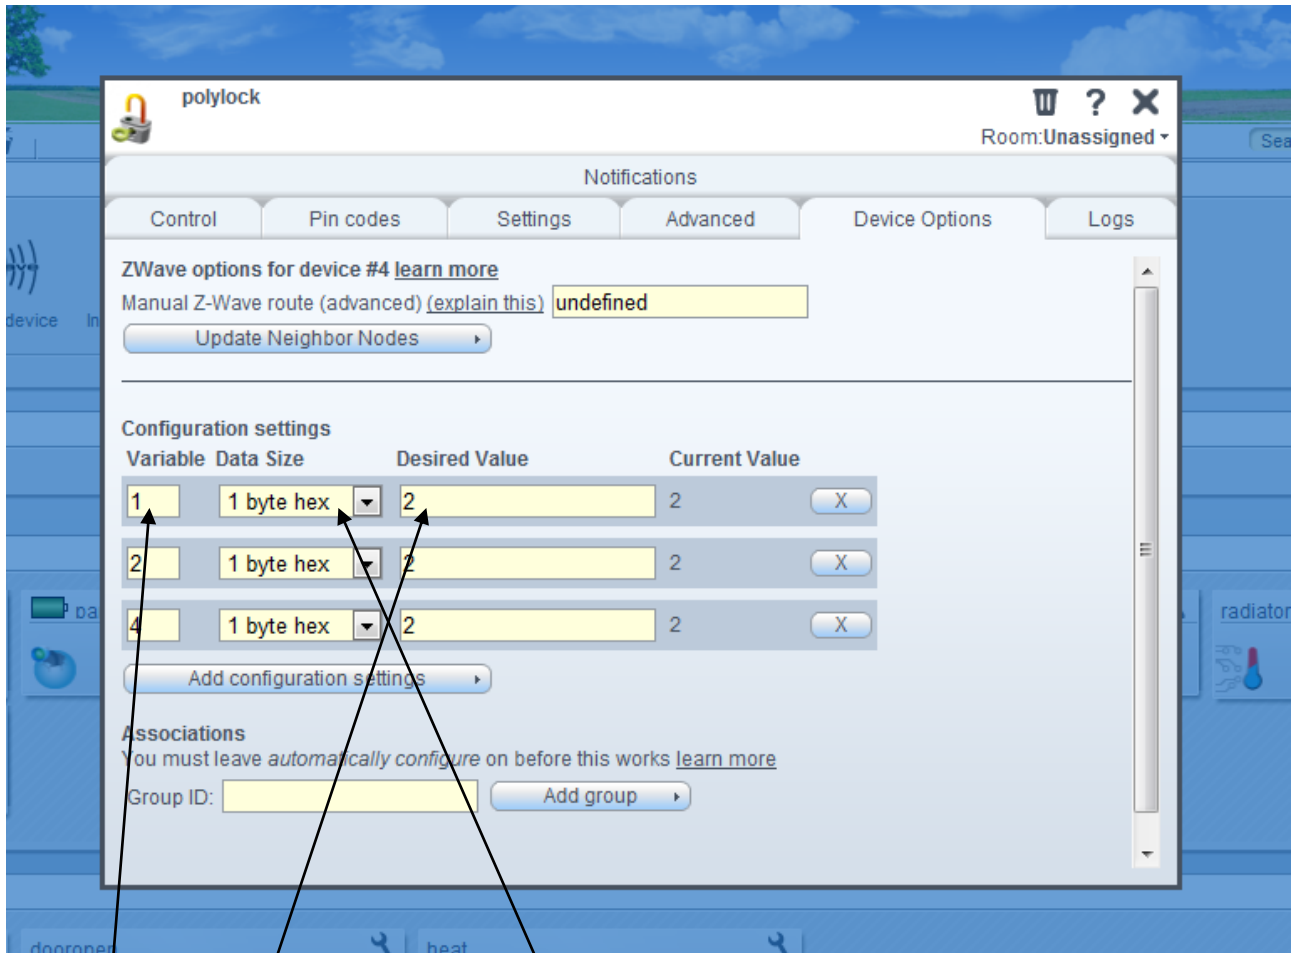 polylock
Room:Unassigned
Sea
Notifications
Control Pin codes Settings Advanced Device Options Logs
ZWave options for device #4 learn more
Manual Z-Wave route (advanced) (explain this) undefined
device In
Update Neighbor Nodes
Configuration settings
Variable Data Size Desired Value Current Value
1 1 byte hex 2 2 X
2 1 byte hex 2 2 X
pa
radiator
4 1 byte hex 2 2 X
Add configuration settings
Associations
You must leave automatically configure on before this works learn more
Group ID: Add group
dooropen heat